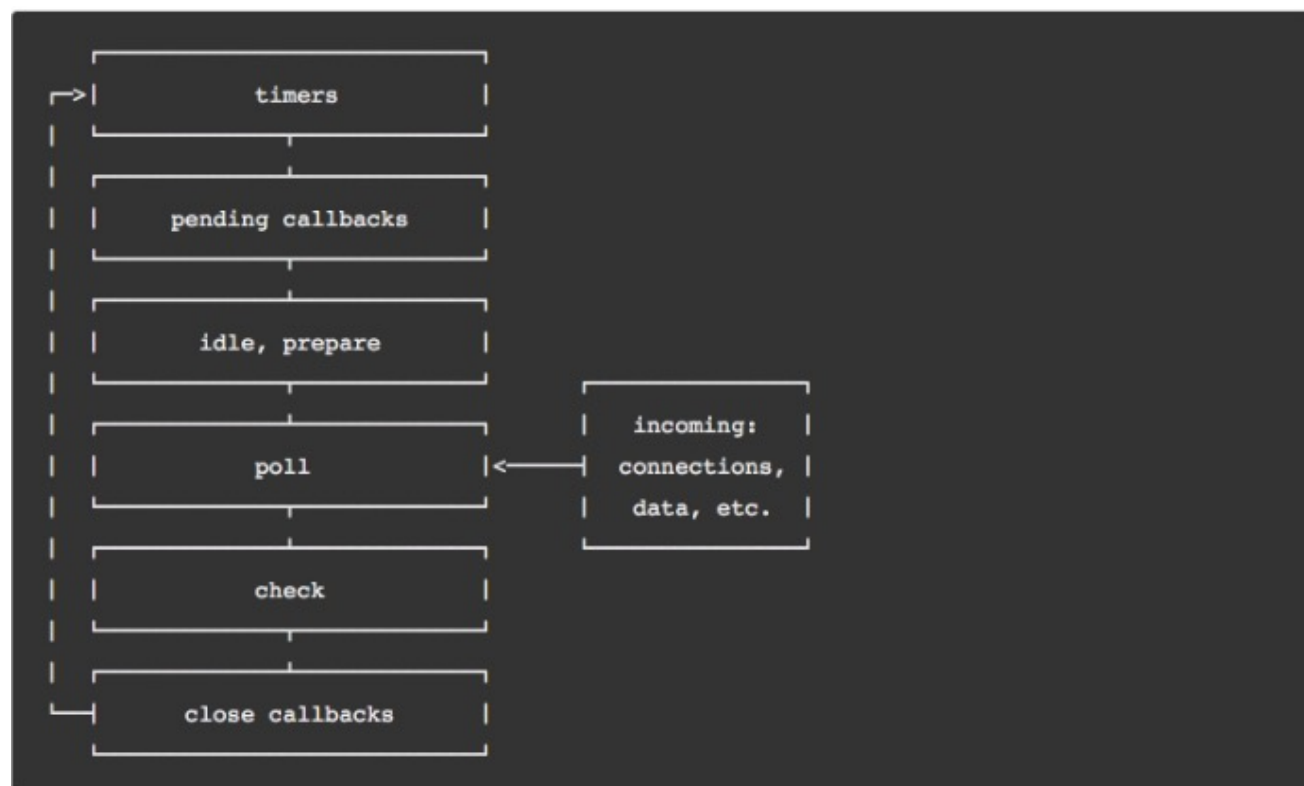 timers
pending callbacks
idle, prepare
poll
incoming:
connections,
data, etc.
check
close callbacks